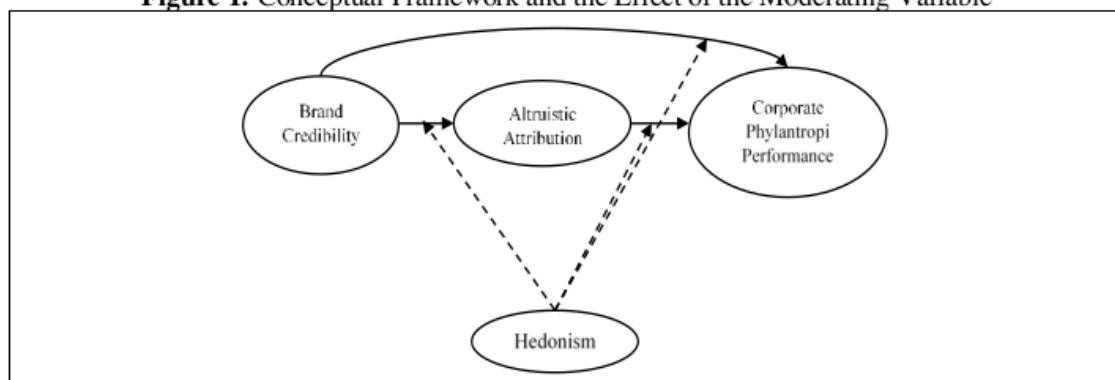 Figure 1. Conceptual Framework and the Effect of the Moderating Variable
Brand
Credibility
Altruistic
Attribution
Corporate
Phylantropi
Performance
Hedonism